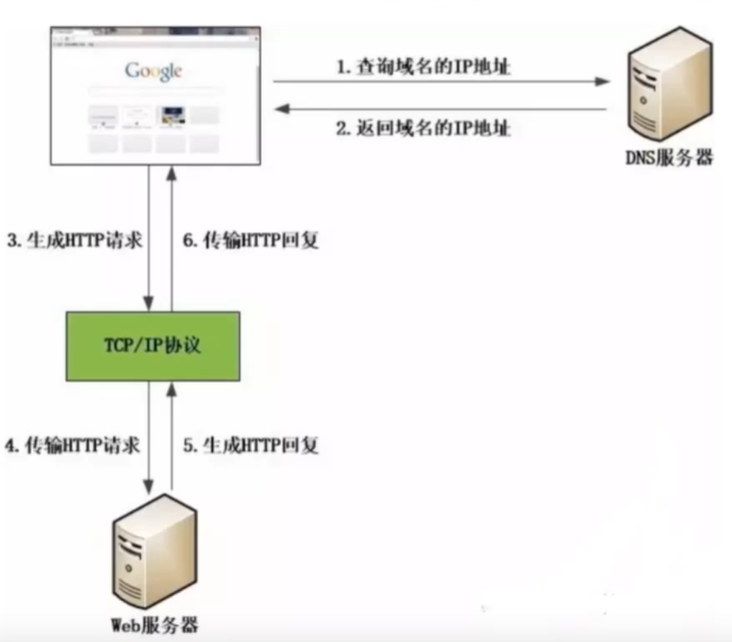 Google
1.查询域名的IP地址
2.返回域名的IP地址
DNS服务器
3.生成HTTP请求
6.传输HTTP回复
TCP/IP协议
4.传输HTTP请求
5.生成HTTP回复
Web服务器